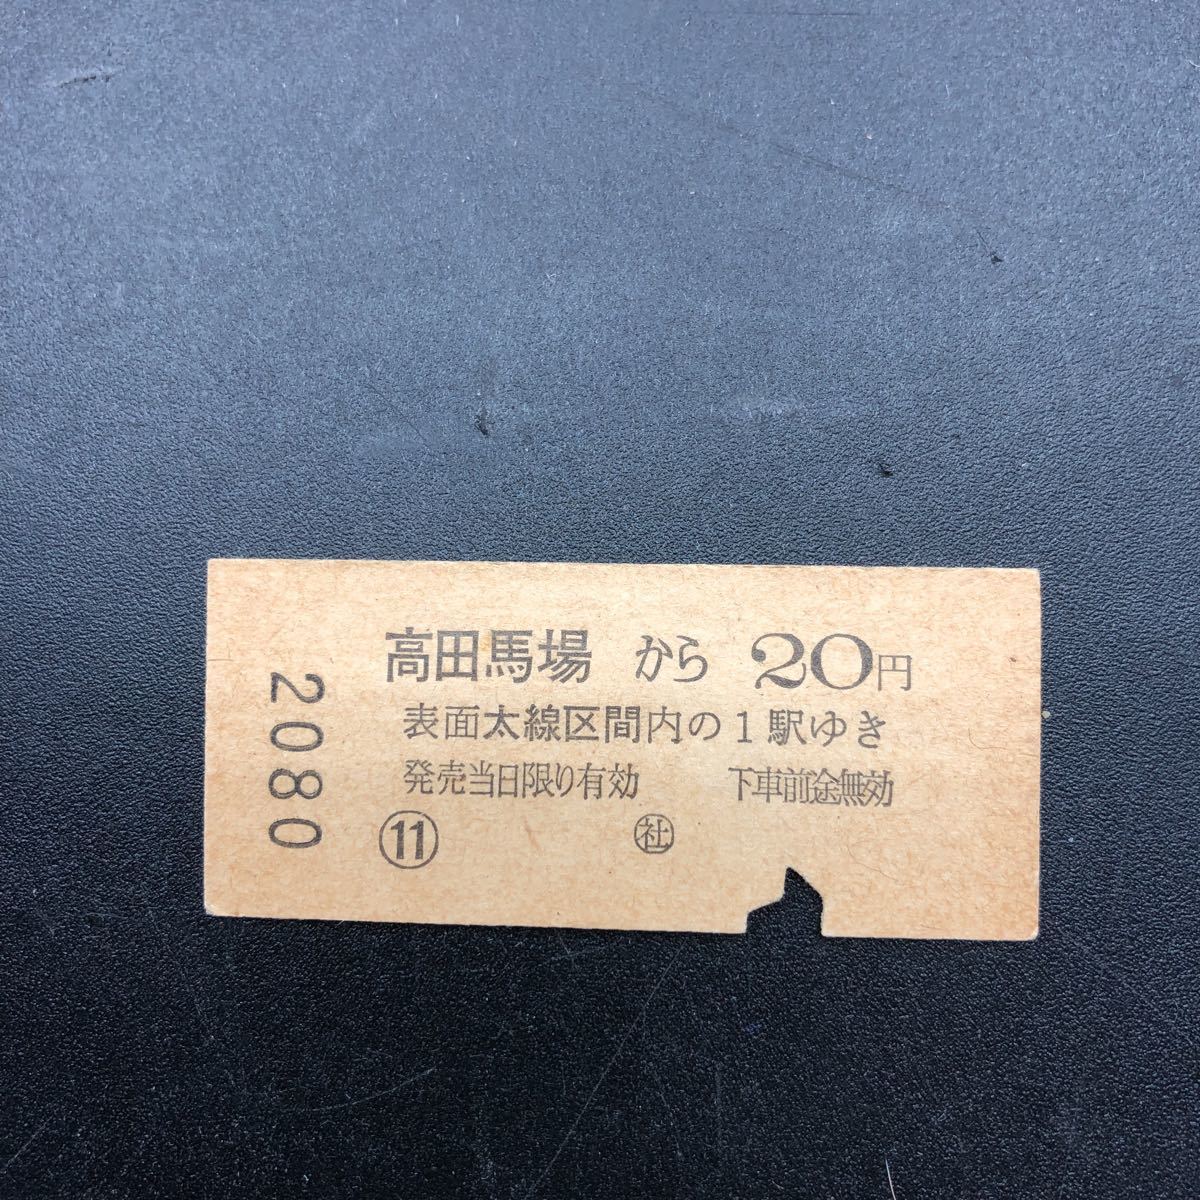 高田馬場 から 20円
表面太線区間内の1駅ゆき
発売当日限り有効 下車前途無効
⑪ ㊓
2080